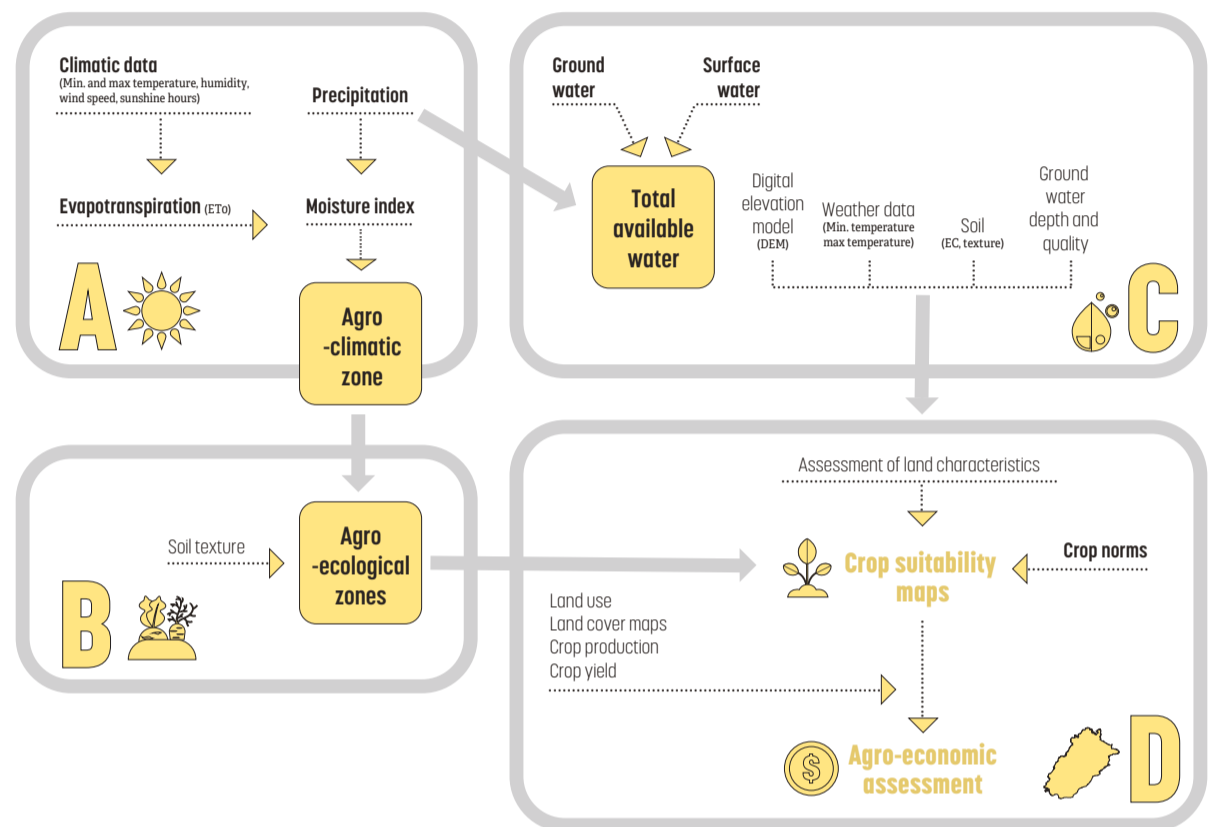 Climatic data
(Min. and max temperature, humidity,
wind speed, sunshine hours)
Precipitation
Evapotranspiration (ETo)
Moisture index
Agro
-climatic
zone
A
Ground
water
Surface
water
Total
available
water
Digital
elevation
model
(DEM)
Weather data
(Min. temperature
max temperature)
Soil
(EC, texture)
Ground
water
depth and
quality
C
Soil texture
Agro
-ecological
zones
B
Assessment of land characteristics
Crop suitability
maps
Crop norms
Land use
Land cover maps
Crop production
Crop yield
$
Agro-economic
assessment
D